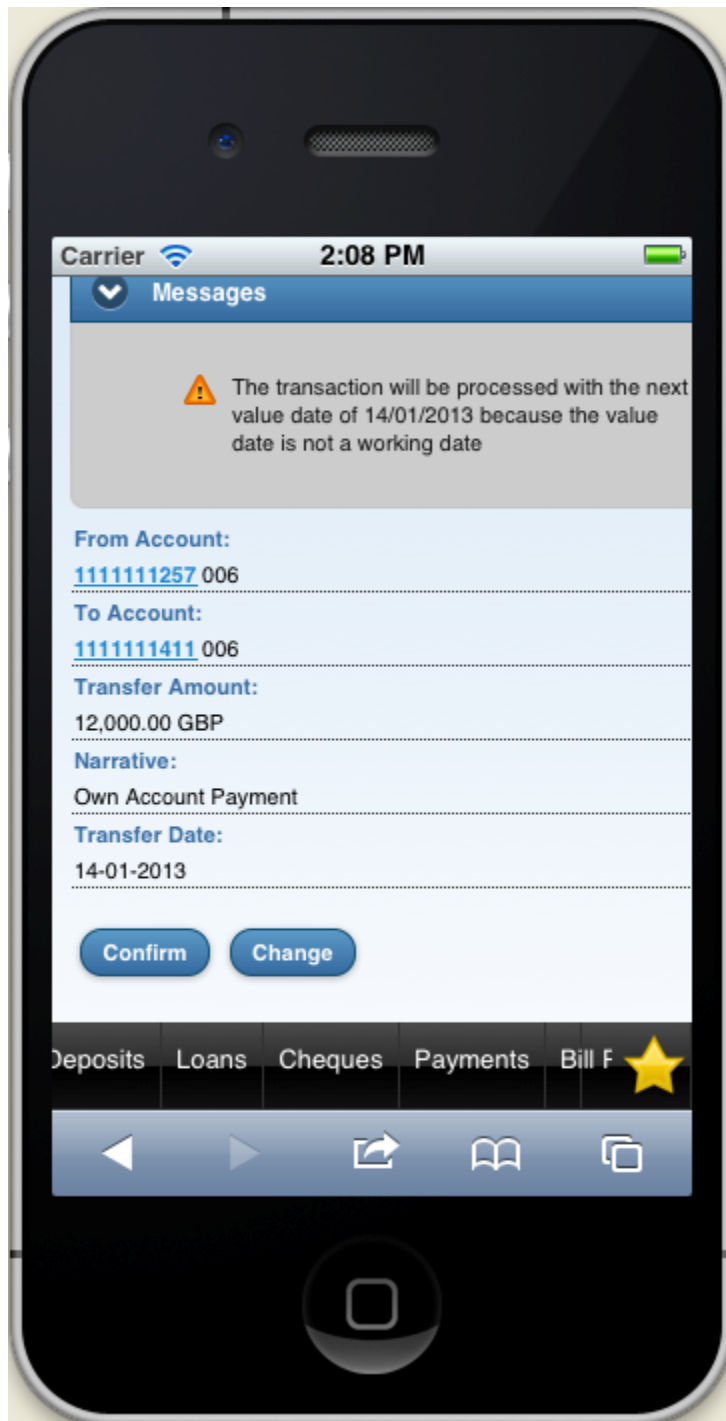 Carrier 2:08 PM
Messages
The transaction will be processed with the next
value date of 14/01/2013 because the value
date is not a working date
From Account:
1111111257 006
To Account:
1111111411 006
Transfer Amount:
12,000.00 GBP
Narrative:
Own Account Payment
Transfer Date:
14-01-2013
Confirm Change
Deposits Loans Cheques Payments Bill